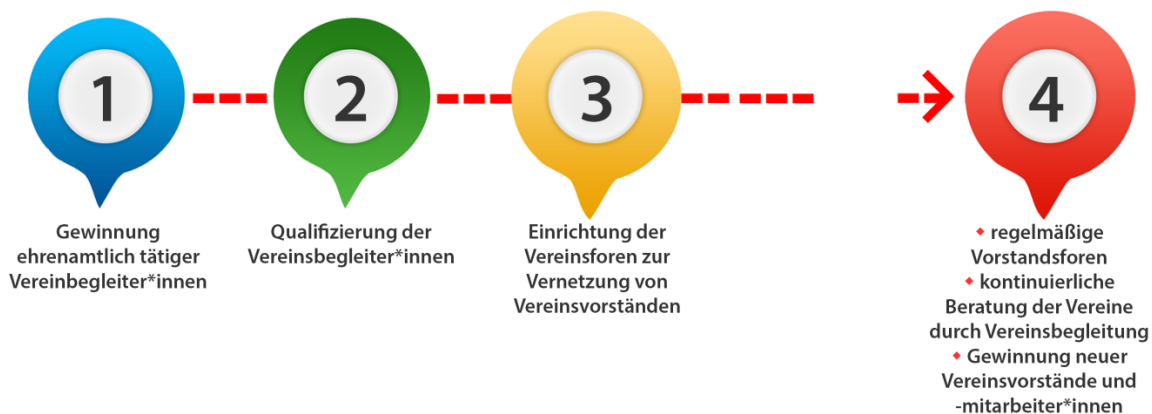 1
Gewinnung
ehrenamtlich tätiger
Vereinbegleiter*innen
2
Qualifizierung der
Vereinsbegleiter*innen
3
Einrichtung der
Vereinsforen zur
Vernetzung von
Vereinsvorständen
4
◆ regelmäßige
Vorstandsforen
◆ kontinuierliche
Beratung der Vereine
durch Vereinsbegleitung
◆ Gewinnung neuer
Vereinsvorstände und
-mitarbeiter*innen